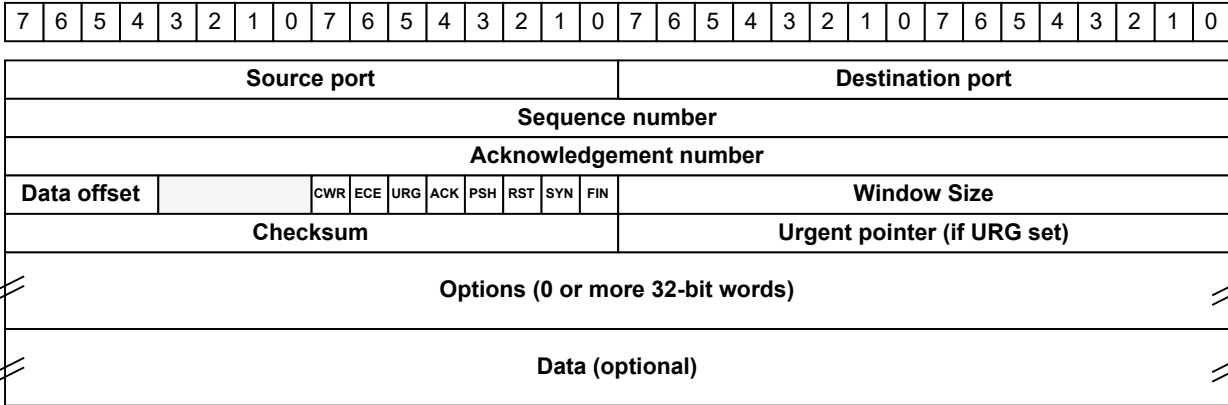 7 6 5 4 3 2 1 0 7 6 5 4 3 2 1 0 7 6 5 4 3 2 1 0 7 6 5 4 3 2 1 0
Source port Destination port
Sequence number
Acknowledgement number
Data offset CWR ECE URG ACK PSH RST SYN FIN Window Size
Checksum Urgent pointer (if URG set)
Options (0 or more 32-bit words)
Data (optional)